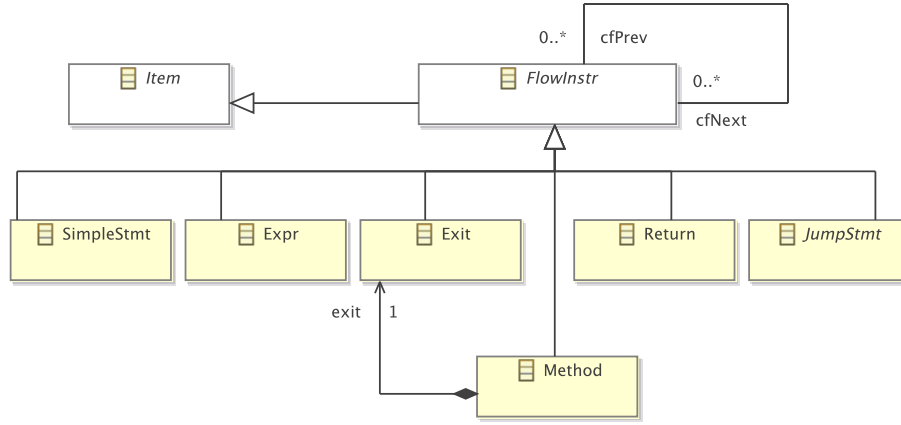 0..*
cfPrev
Item
FlowInstr
0..*
cfNext
SimpleStmt
Expr
Exit
Return
JumpStmt
exit
1
Method